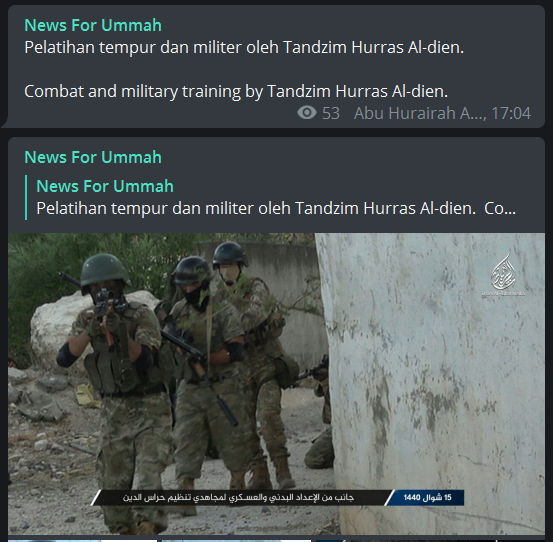 News For Ummah
Pelatihan tempur dan militer oleh Tandzim Hurras Al-dien.
Combat and military training by Tandzim Hurras Al-dien.
53 Abu Hurairah A..., 17:04
News For Ummah
News For Ummah
Pelatihan tempur dan militer oleh Tandzim Hurras Al-dien. Co...
15 شوال 1440
جانب من الإعداد البدني والعسكري لمجاهدي تنظيم حراس الدين